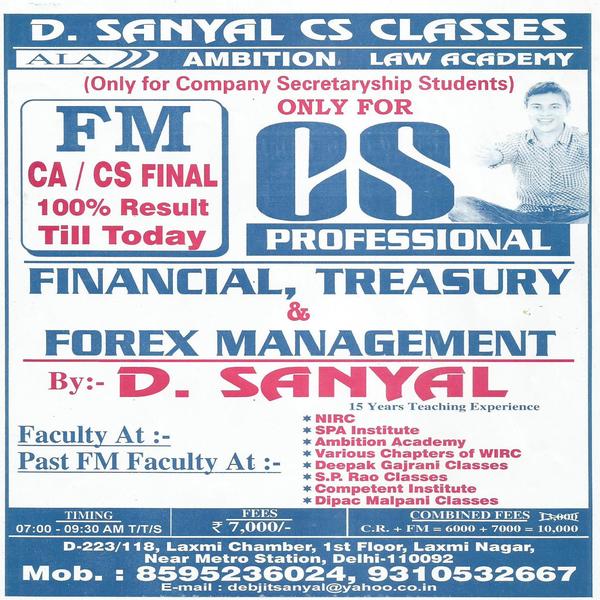 D. SANYAL CS CLASSES
ALA AMBITION LAW ACADEMY
(Only for Company Secretaryship Students)
FM
CA / CS FINAL
100% Result
Till Today
ONLY FOR
CS
PROFESSIONAL
FINANCIAL, TREASURY
&
FOREX MANAGEMENT
By:- D. SANYAL
15 Years Teaching Experience
Faculty At :-
Past FM Faculty At :-
* NIRC
* SPA Institute
* Ambition Academy
* Various Chapters of WIRC
* Deepak Gajrani Classes
* S.P. Rao Classes
* Competent Institute
* Dipac Malpani Classes
TIMING
07:00 - 09:30 AM T/T/S
FEES
₹ 7,000/-
COMBINED FEES 13,000
C.R. + FM = 6000 + 7000 = 10,000
D-223/118, Laxmi Chamber, 1st Floor, Laxmi Nagar,
Near Metro Station, Delhi-110092
Mob. : 8595236024, 9310532667
E-mail : debjitsanyal@yahoo.co.in